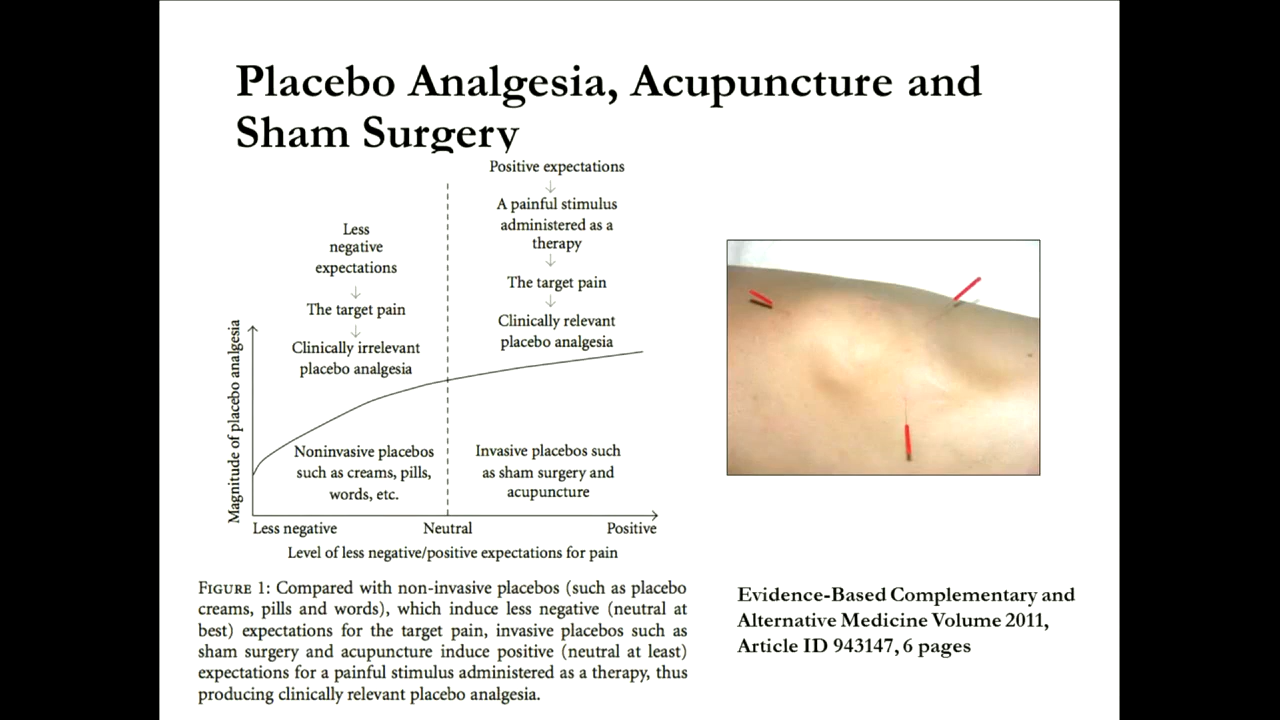 Placebo Analgesia, Acupuncture and
Sham Surgery
Positive expectations
↓
A painful stimulus
administered as a
therapy
↓
The target pain
↓
Clinically relevant
placebo analgesia
Less
negative
expectations
↓
The target pain
↓
Clinically irrelevant
placebo analgesia
Magnitude of placebo analgesia
Noninvasive placebos
such as creams, pills,
words, etc.
Invasive placebos such
as sham surgery and
acupuncture
Less negative
Neutral
Positive
Level of less negative/positive expectations for pain
FIGURE 1: Compared with non-invasive placebos (such as placebo
creams, pills and words), which induce less negative (neutral at
best) expectations for the target pain, invasive placebos such as
sham surgery and acupuncture induce positive (neutral at least)
expectations for a painful stimulus administered as a therapy, thus
producing clinically relevant placebo analgesia.
Evidence-Based Complementary and
Alternative Medicine Volume 2011,
Article ID 943147, 6 pages